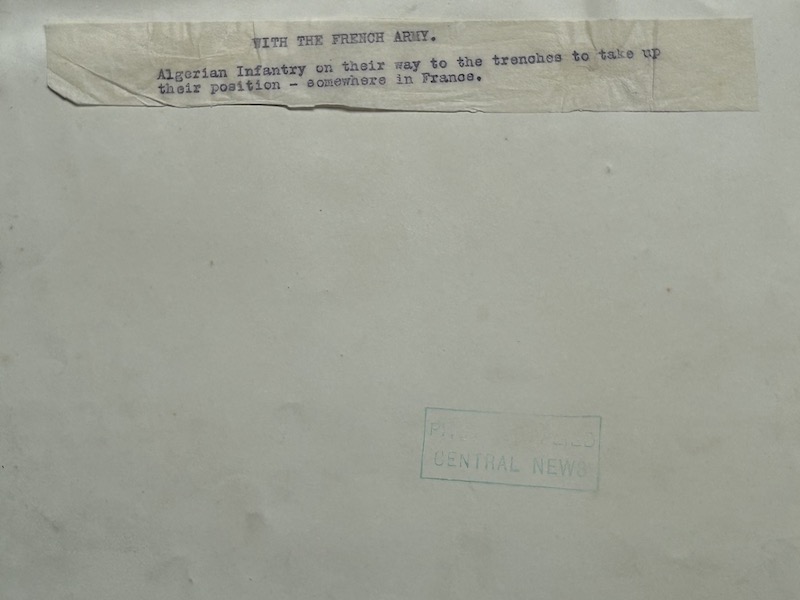 WITH THE FRENCH ARMY.
Algerian Infantry on their way to the trenches to take up
their position - somewhere in France.
CENTRAL NEWS